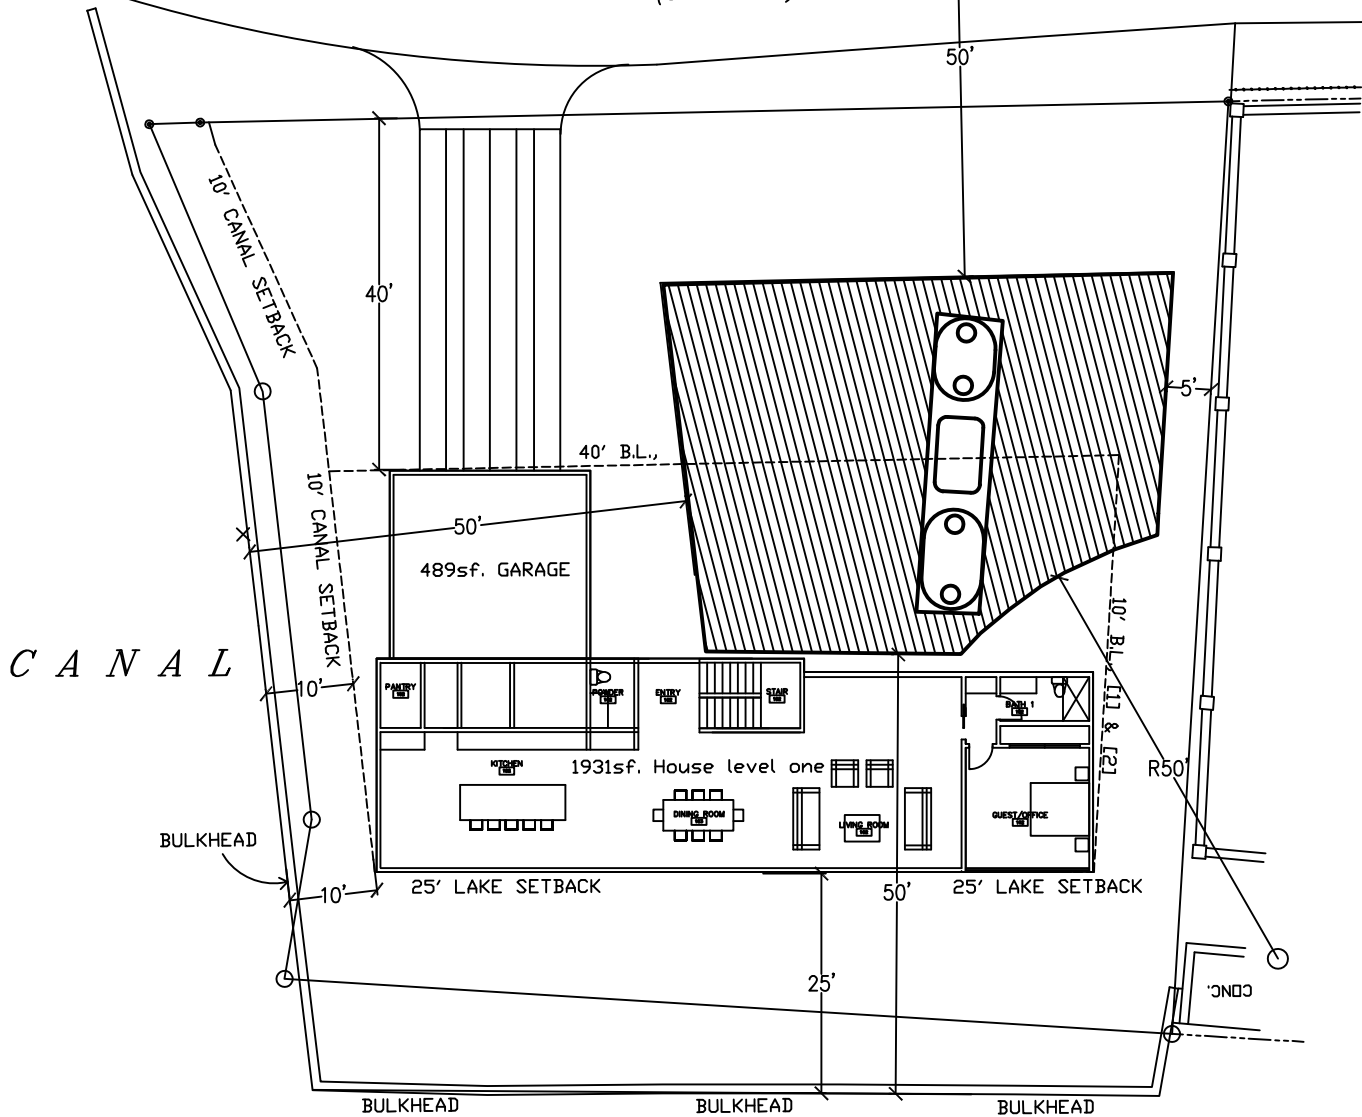 50'
10' CANAL SETBACK
40'
5'
40' B.L.,
10' CANAL SETBACK
50'
489sf. GARAGE
10' B.L. [1] & [2]
CANAL
10'
PANTRY
POWDER
ENTRY
STAIR
BATH 1
KITCHEN
1931sf. House level one
R50'
DINING ROOM
LIVING ROOM
GUEST/OFFICE
BULKHEAD
10'
25' LAKE SETBACK
50'
25' LAKE SETBACK
25'
CONC.
BULKHEAD
BULKHEAD
BULKHEAD